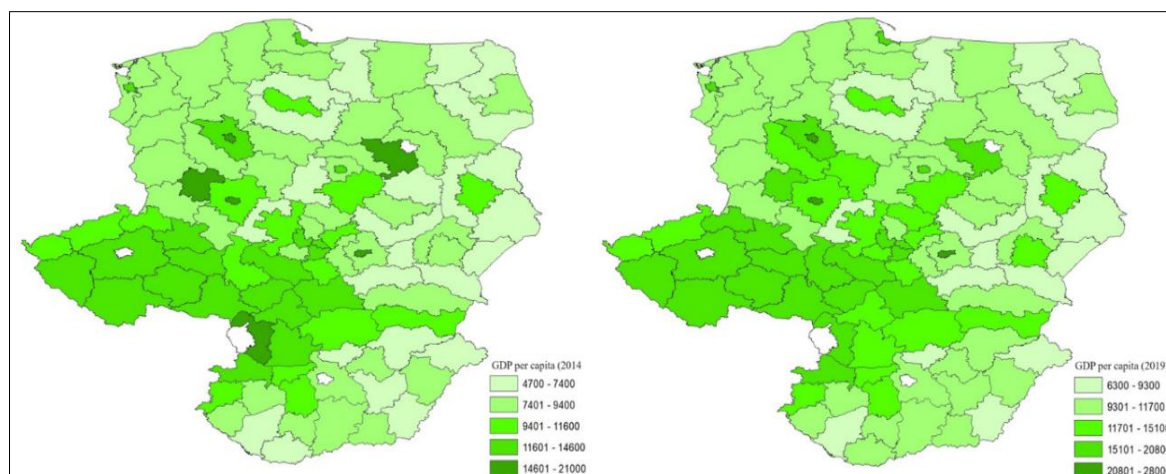 GDP per capita (2014
4700 - 7400
7401 - 9400
9401 - 11600
11601 - 14600
14601 - 21000
GDP per capita (2019
6300 - 9300
9301 - 11700
11701 - 1510
15101 - 2080
20801 - 2800